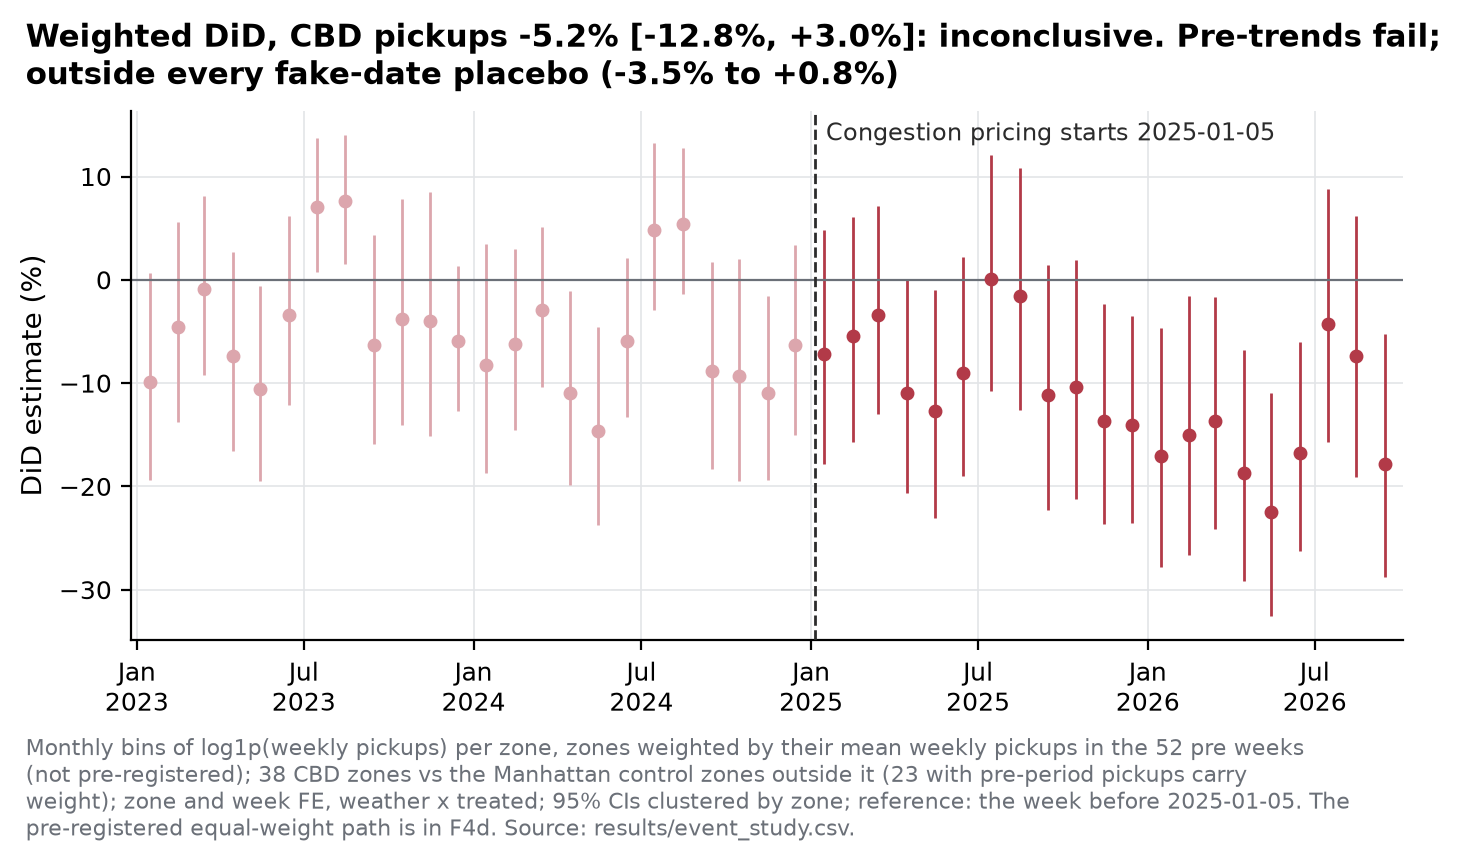 Weighted DiD, CBD pickups -5.2% [-12.8%, +3.0%]: inconclusive. Pre-trends fail;
outside every fake-date placebo (-3.5% to +0.8%)
Congestion pricing starts 2025-01-05
DiD estimate (%)
10
0
−10
−20
−30
Jan
2023
Jul
2023
Jan
2024
Jul
2024
Jan
2025
Jul
2025
Jan
2026
Jul
2026
Monthly bins of log1p(weekly pickups) per zone, zones weighted by their mean weekly pickups in the 52 pre weeks
(not pre-registered); 38 CBD zones vs the Manhattan control zones outside it (23 with pre-period pickups carry
weight); zone and week FE, weather x treated; 95% CIs clustered by zone; reference: the week before 2025-01-05. The
pre-registered equal-weight path is in F4d. Source: results/event_study.csv.